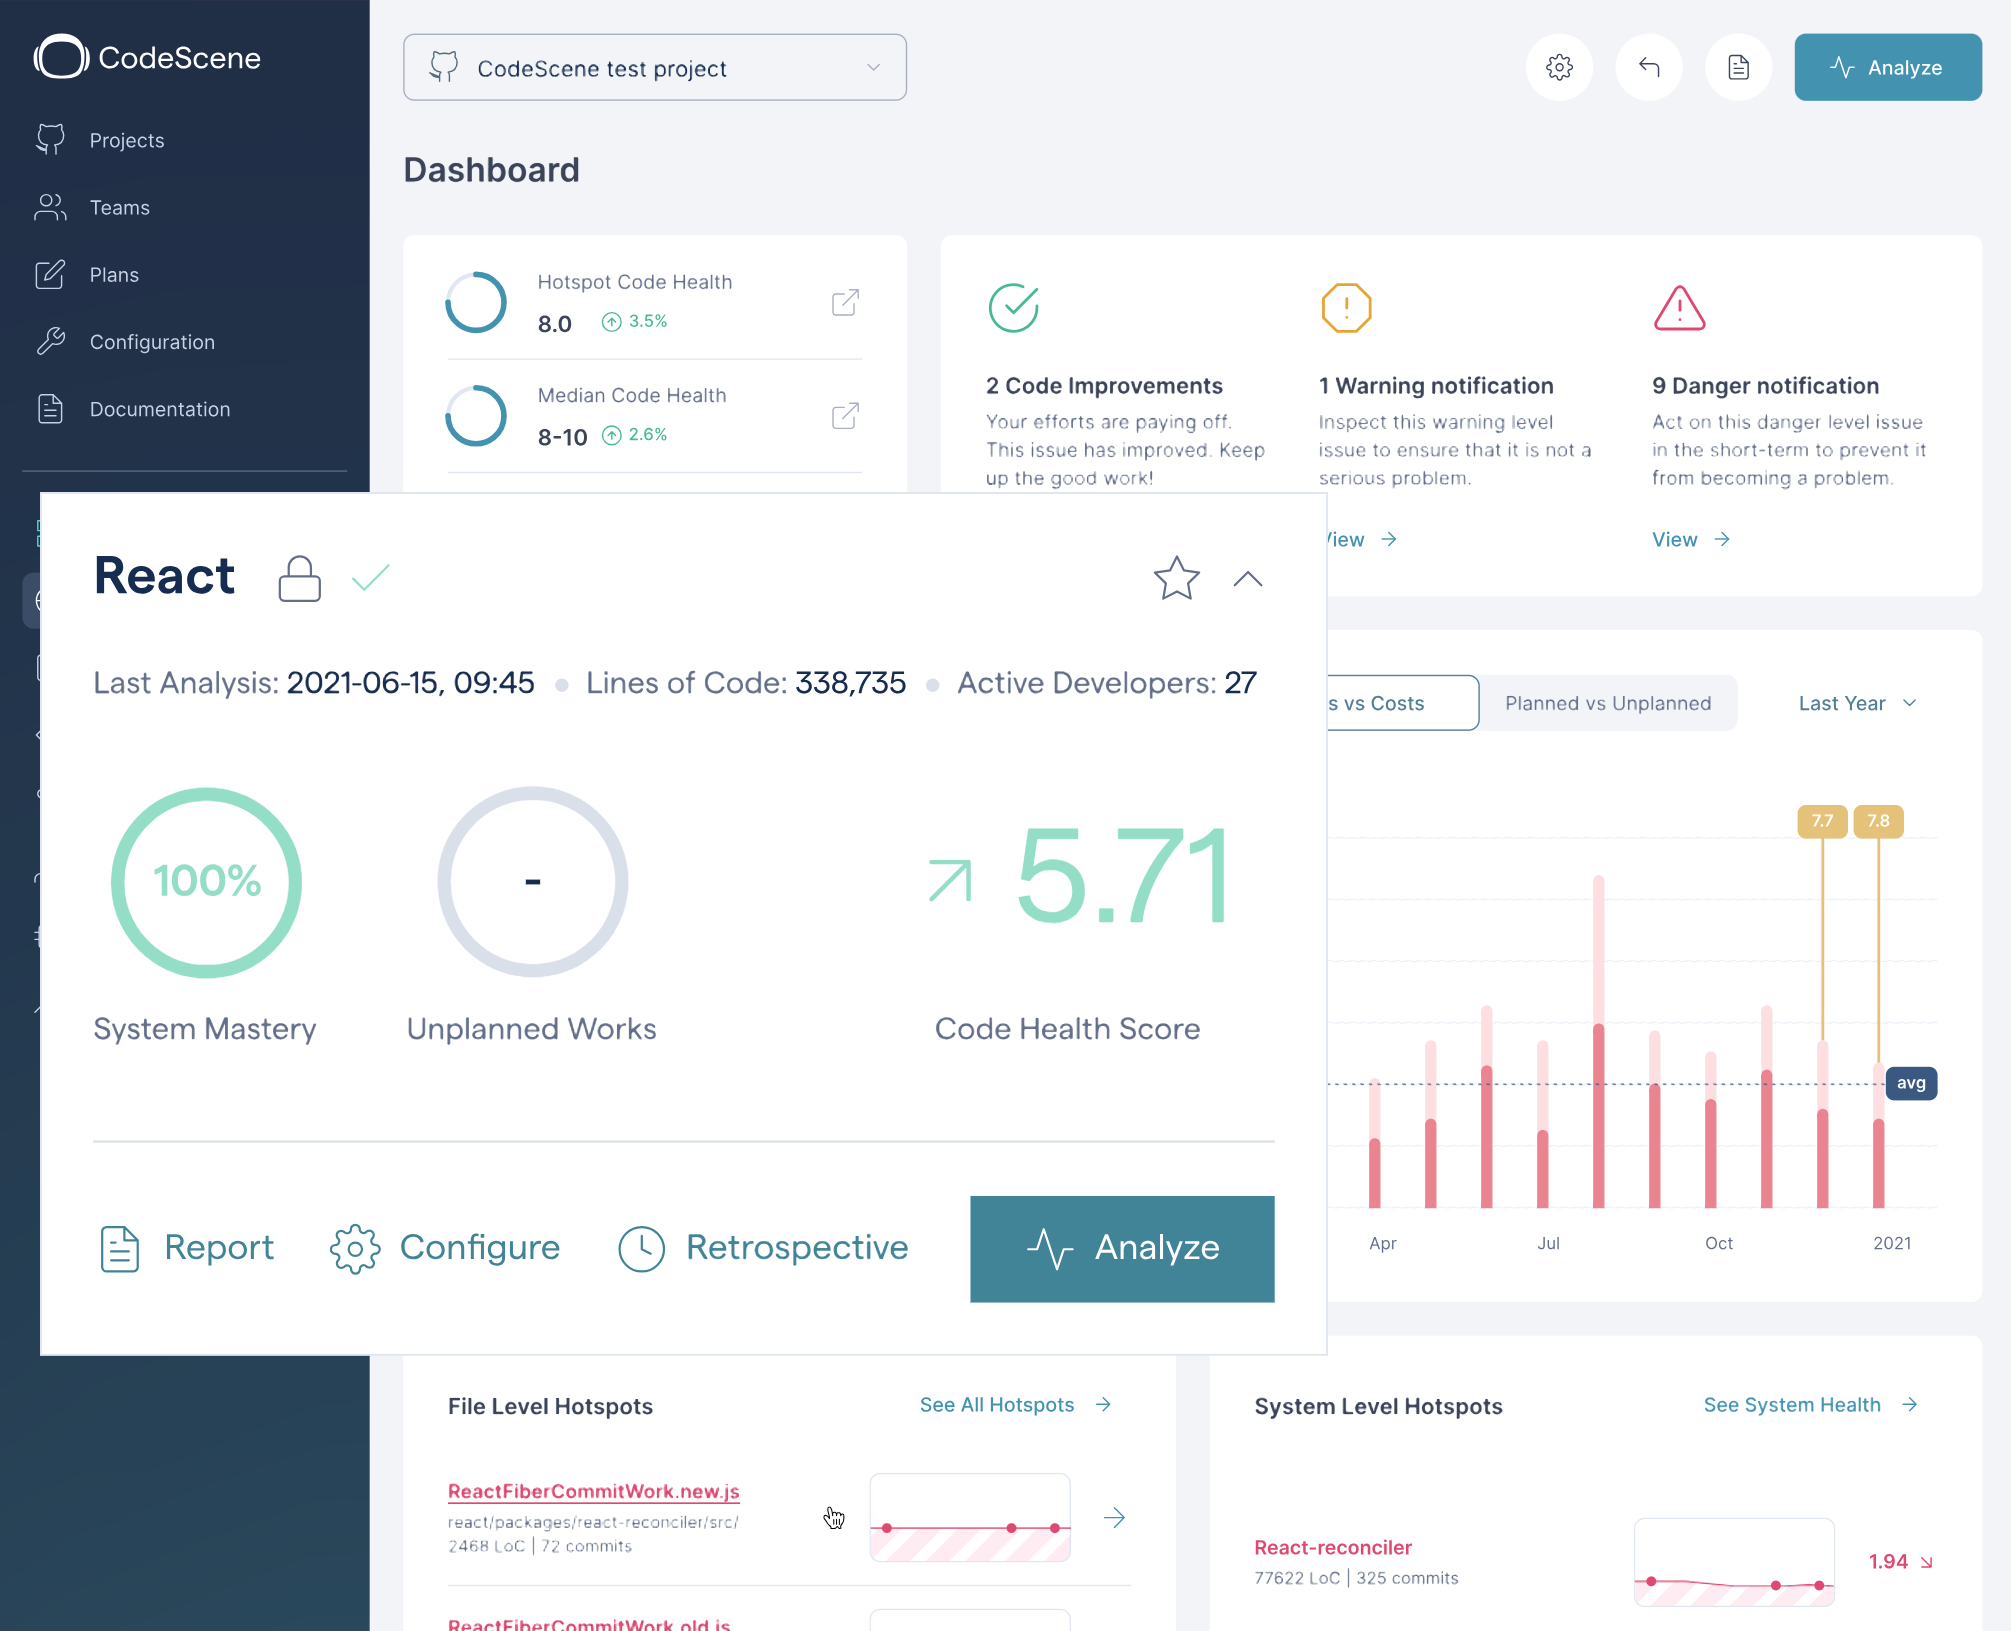 CodeScene
Projects
Teams
Plans
Configuration
Documentation
CodeScene test project
Analyze
Dashboard
Hotspot Code Health
8.0 3.5%
Median Code Health
8-10 2.6%
2 Code Improvements
Your efforts are paying off.
This issue has improved. Keep
up the good work!
1 Warning notification
Inspect this warning level
issue to ensure that it is not a
serious problem.
View
9 Danger notification
Act on this danger level issue
in the short-term to prevent it
from becoming a problem.
View
React
Last Analysis: 2021-06-15, 09:45 Lines of Code: 338,735 Active Developers: 27
100%
System Mastery
-
Unplanned Works
5.71
Code Health Score
Report
Configure
Retrospective
Analyze
s vs Costs
Planned vs Unplanned
Last Year
7.7
7.8
avg
Apr
Jul
Oct
2021
File Level Hotspots
See All Hotspots
ReactFiberCommitWork.new.js
react/packages/react-reconciler/src/
2468 LoC | 72 commits
ReactFiberCommitWork.old.js
System Level Hotspots
See System Health
React-reconciler
77622 LoC | 325 commits
1.94